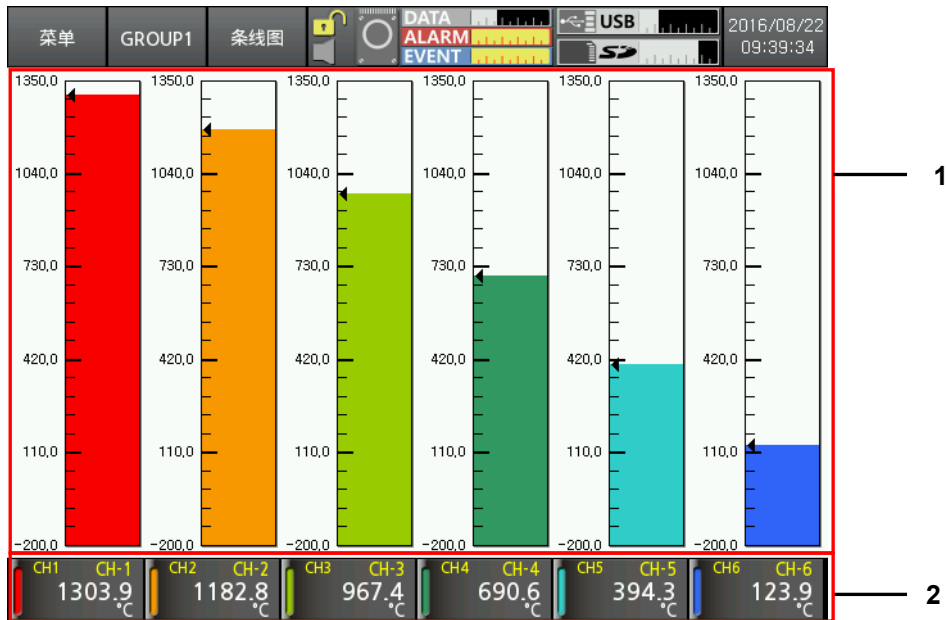 菜单 GROUP1 条线图 DATA ALARM EVENT USB SD 2016/08/22 09:39:34
1350,0 1350,0 1350,0 1350,0 1350,0 1350,0
1040,0 1040,0 1040,0 1040,0 1040,0 1040,0
1
730,0 730,0 730,0 730,0 730,0 730,0
420,0 420,0 420,0 420,0 420,0 420,0
110,0 110,0 110,0 110,0 110,0 110,0
-200,0 -200,0 -200,0 -200,0 -200,0 -200,0
CH1 CH-1 CH2 CH-2 CH3 CH-3 CH4 CH-4 CH5 CH-5 CH6 CH-6
1303.9 1182.8 967.4 690.6 394.3 123.9
2
°C °C °C °C °C °C